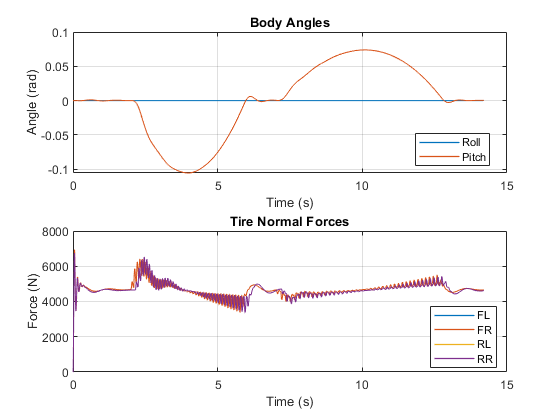 Body Angles
0.1
0.05
0
-0.05
-0.1
Angle (rad)
0
5
10
15
Time (s)
Roll
Pitch
Tire Normal Forces
8000
6000
4000
2000
0
Force (N)
0
5
10
15
Time (s)
FL
FR
RL
RR